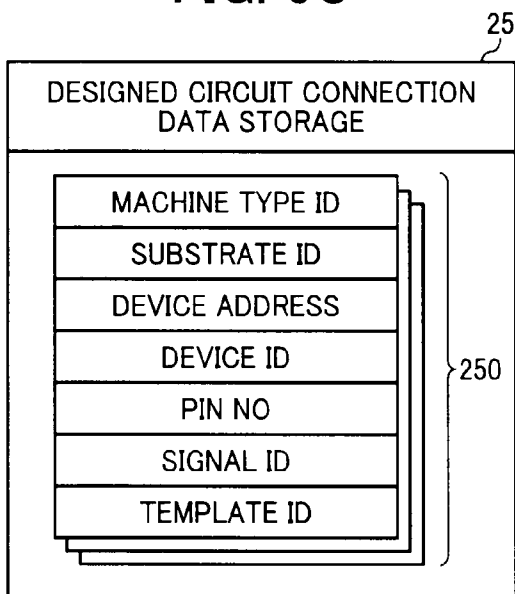 25
DESIGNED CIRCUIT CONNECTION
DATA STORAGE
MACHINE TYPE ID
SUBSTRATE ID
DEVICE ADDRESS
DEVICE ID
PIN NO
SIGNAL ID
TEMPLATE ID
250